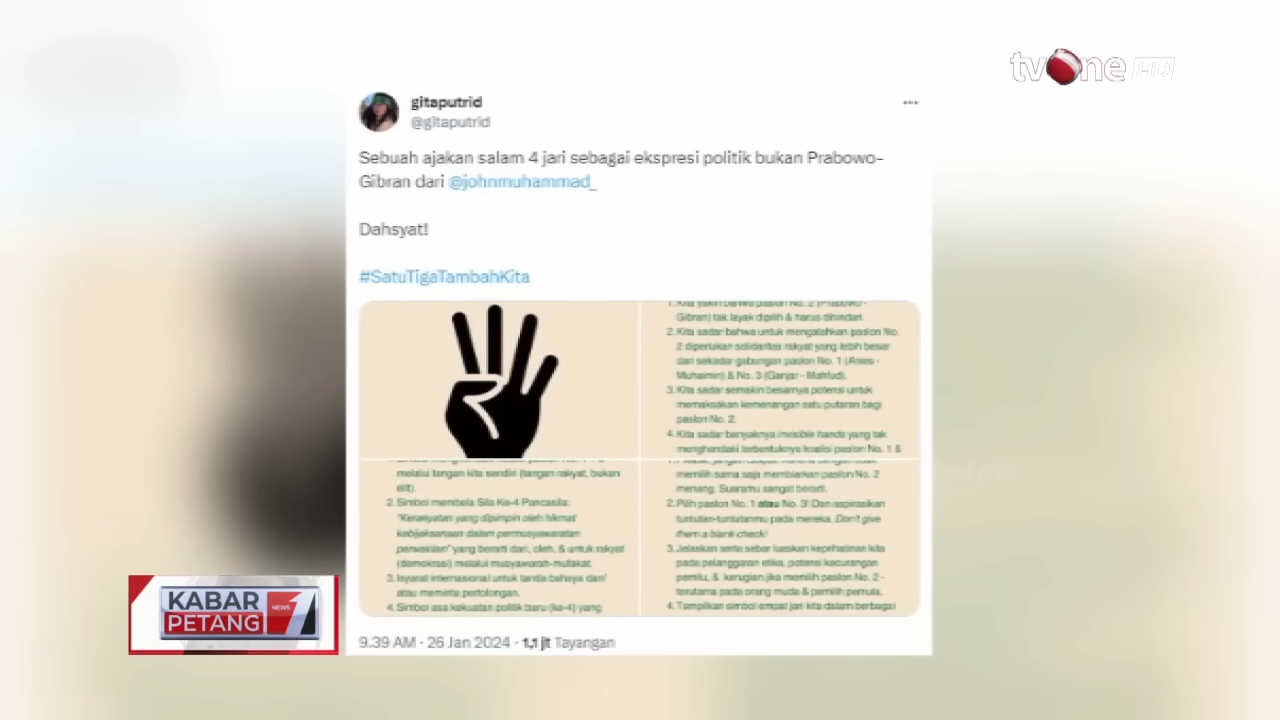 tvOne HD
gitaputrid
@gitaputrid
Sebuah ajakan salam 4 jari sebagai ekspresi politik bukan Prabowo-
Gibran dari @johnmuhammad_
Dahsyat!
#SatuTigaTambahKita
1. Kita yakin bahwa paslon No. 2 (Prabowo -
Gibran) tak layak dipilih & harus dihindari.
2. Kita sadar bahwa untuk mengalahkan paslon No.
2 diperlukan solidaritas rakyat yang lebih besar
dari sekadar gabungan paslon No. 1 (Anies -
Muhaimin) & No. 3 (Ganjar - Mahfud).
3. Kita sadar semakin besarnya potensi untuk
memaksakan kemenangan satu putaran bagi
paslon No. 2.
4. Kita sadar banyaknya invisible hands yang tak
menghendaki terbentuknya koalisi paslon No. 1 &
melalui tangan kita sendiri (tangan rakyat, bukan
elit).
2. Simbol membela Sila Ke-4 Pancasila:
"Kerakyatan yang dipimpin oleh hikmat
kebijaksanaan dalam permusyawaratan
perwakilan" yang berarti dari, oleh, & untuk rakyat
(demokrasi) melalui musyawarah-mufakat.
3. Isyarat internasional untuk tanda bahaya dan/
atau meminta pertolongan.
4. Simbol asa kekuatan politik baru (ke-4) yang
memilih sama saja membiarkan paslon No. 2
menang. Suaramu sangat berarti.
2. Pilih paslon No. 1 atau No. 3! Dan aspirasikan
tuntutan-tuntutanmu pada mereka. Don't give
them a blank check!
3. Jelaskan serta sebar luaskan keprihatinan kita
pada pelanggaran etika, potensi kecurangan
pemilu, & kerugian jika memilih paslon No. 2 -
terutama pada orang muda & pemilih pemula.
4. Tampilkan simbol empat jari kita dalam berbagai
9.39 AM · 26 Jan 2024 · 1,1 jt Tayangan
KABAR
PETANG
NEWS
1